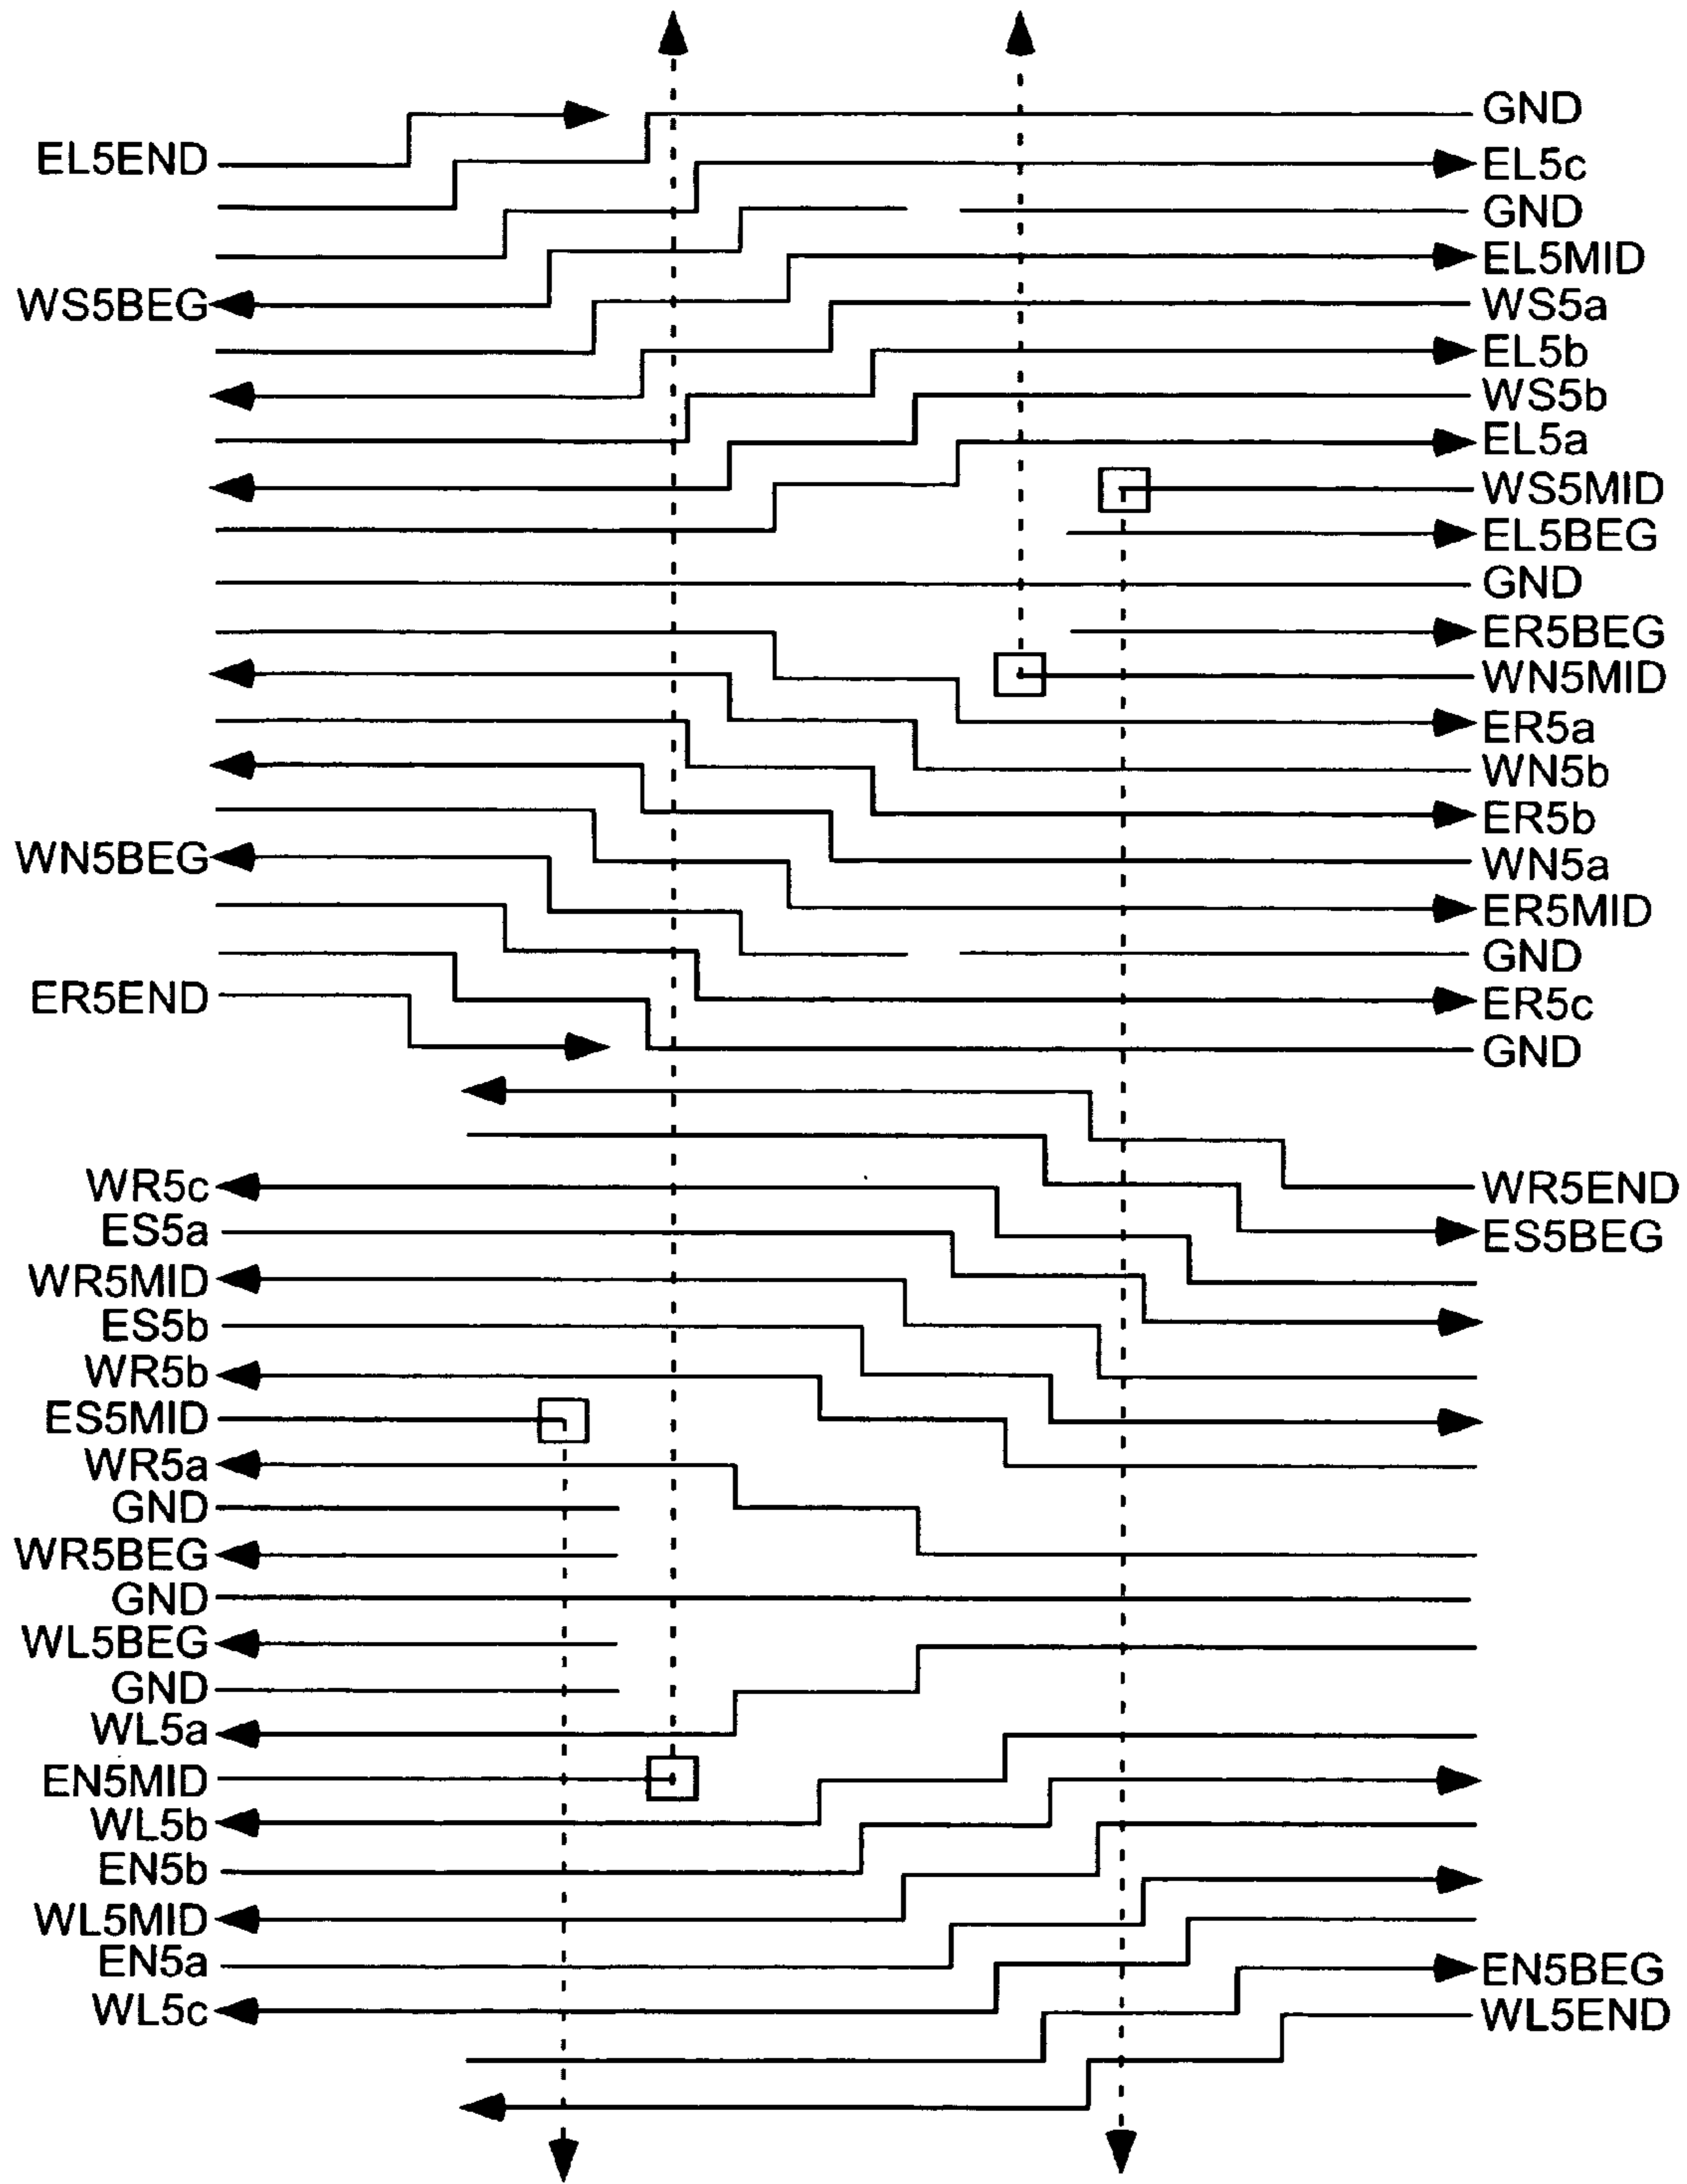 GND
EL5END
EL5c
GND
EL5MID
WS5BEG
WS5a
EL5b
WS5b
EL5a
WS5MID
EL5BEG
GND
ER5BEG
WN5MID
ER5a
WN5b
ER5b
WN5BEG
WN5a
ER5MID
GND
ER5END
ER5c
GND
WR5c
WR5END
ES5a
ES5BEG
WR5MID
ES5b
WR5b
ES5MID
WR5a
GND
WR5BEG
GND
WL5BEG
GND
WL5a
EN5MID
WL5b
EN5b
WL5MID
EN5a
EN5BEG
WL5c
WL5END